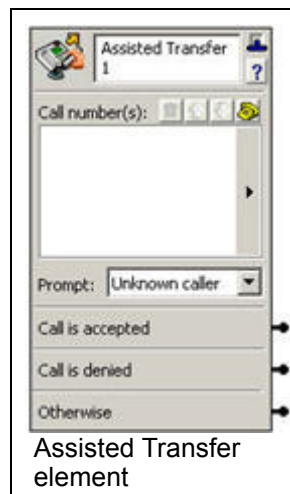 Assisted Transfer
1
?
Call number(s):
Prompt: Unknown caller
Call is accepted
Call is denied
Otherwise
Assisted Transfer
element